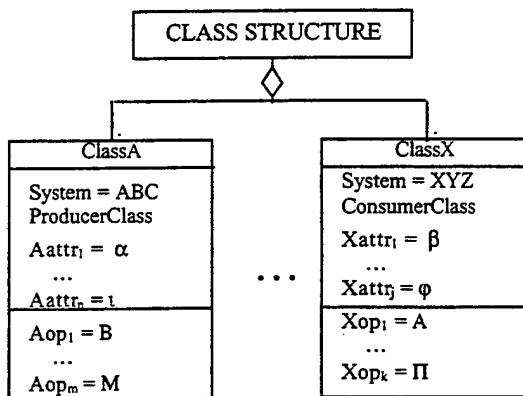 CLASS STRUCTURE
ClassA
System = ABC
ProducerClass
Aattr₁ = α
...
Aattrₙ = ι
Aop₁ = B
...
Aopₘ = M
...
ClassX
System = XYZ
ConsumerClass
Xattr₁ = β
...
Xattrⱼ = φ
Xop₁ = A
...
Xopₖ = Π